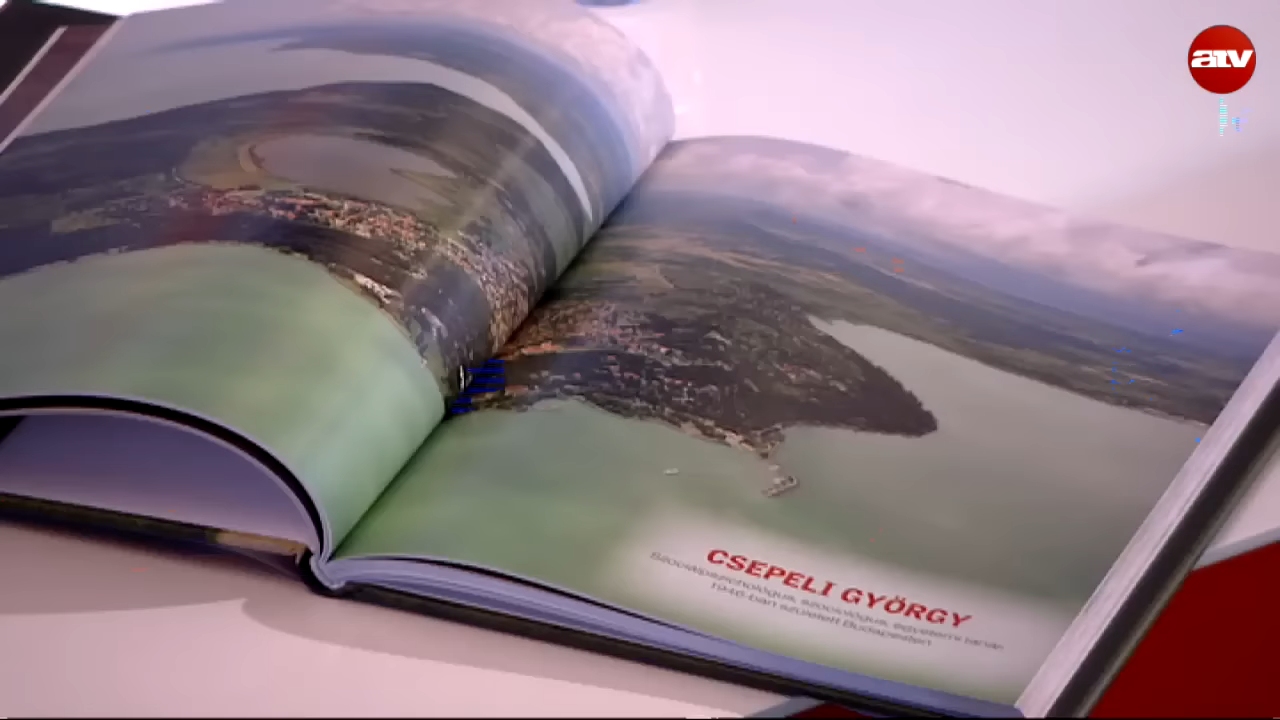 atv
CSEPELI GYÖRGY
Szociálpszichológus, szociológus, egyetemi tanár
1946-ban született Budapesten